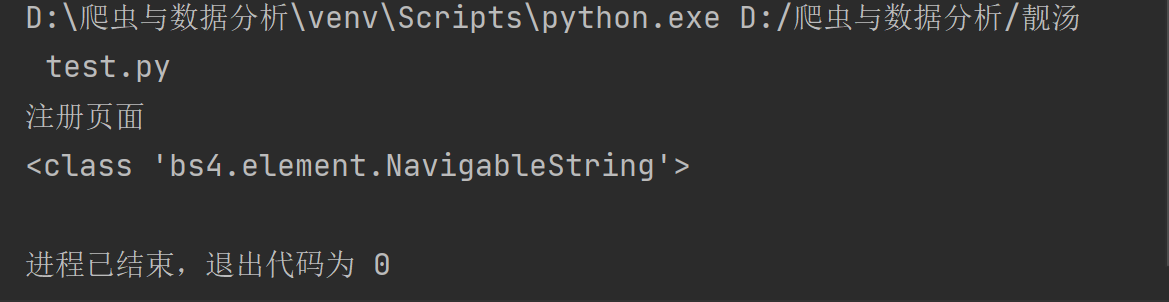 D:\爬虫与数据分析\venv\Scripts\python.exe D:/爬虫与数据分析/靓汤
test.py
注册页面
<class 'bs4.element.NavigableString'>
进程已结束，退出代码为 0